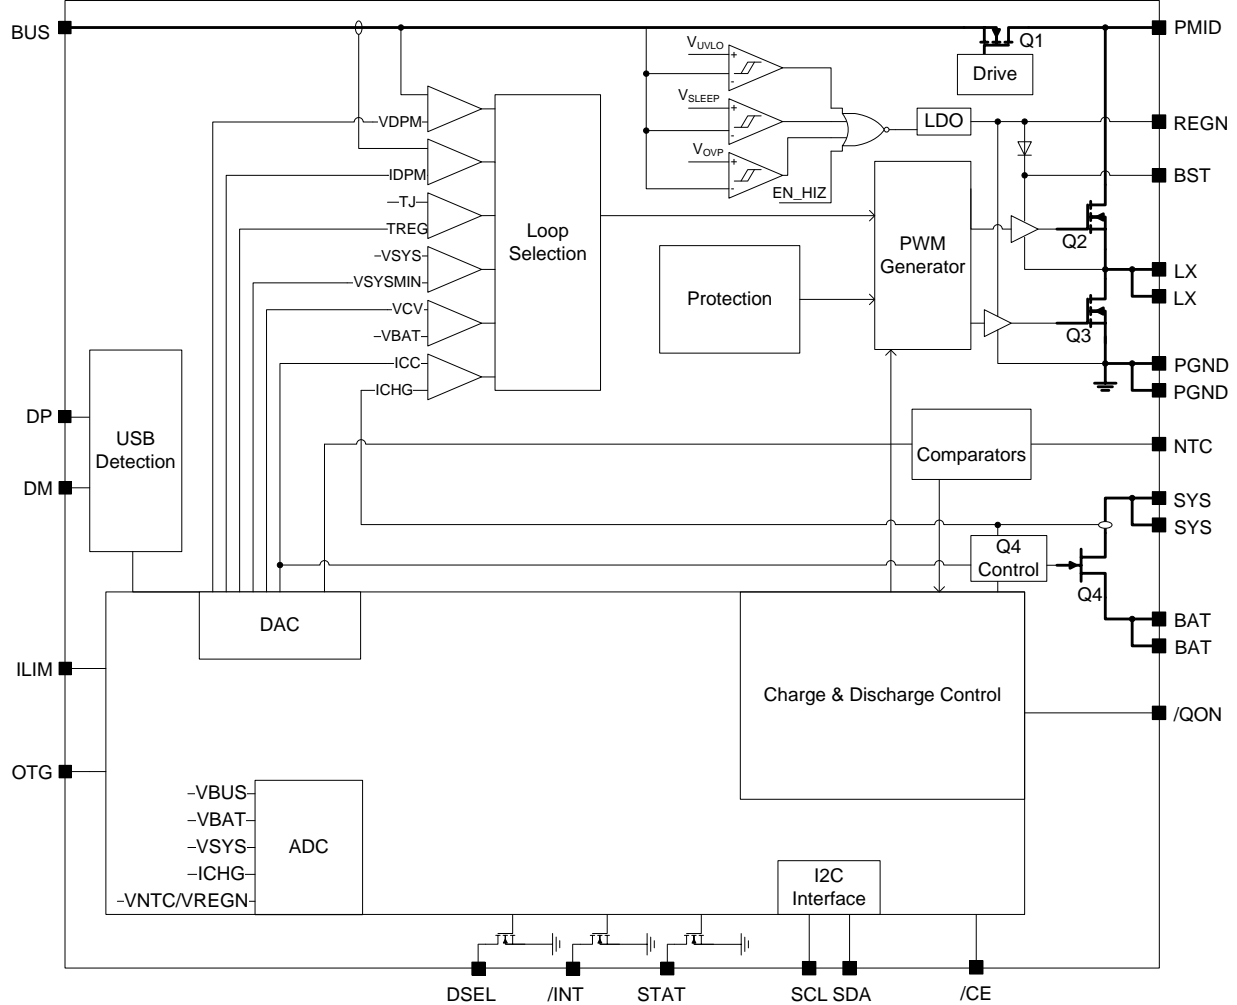 BUS
PMID
Q1
Drive
VUVLO
+
-
VSLEEP
+
-
VOVP
+
-
EN_HIZ
LDO
REGN
BST
VDPM
IDPM
TJ
TREG
VSYS
VSYSMIN
VCV
VBAT
ICC
ICHG
Loop
Selection
PWM
Generator
Protection
Q2
LX
LX
Q3
PGND
PGND
DP
USB
Detection
DM
Comparators
NTC
SYS
SYS
Q4
Control
Q4
BAT
BAT
DAC
ILIM
Charge & Discharge Control
/QON
OTG
VBUS
VBAT
VSYS
ICHG
VNTC/VREGN
ADC
I2C
Interface
DSEL
/INT
STAT
SCL SDA
/CE